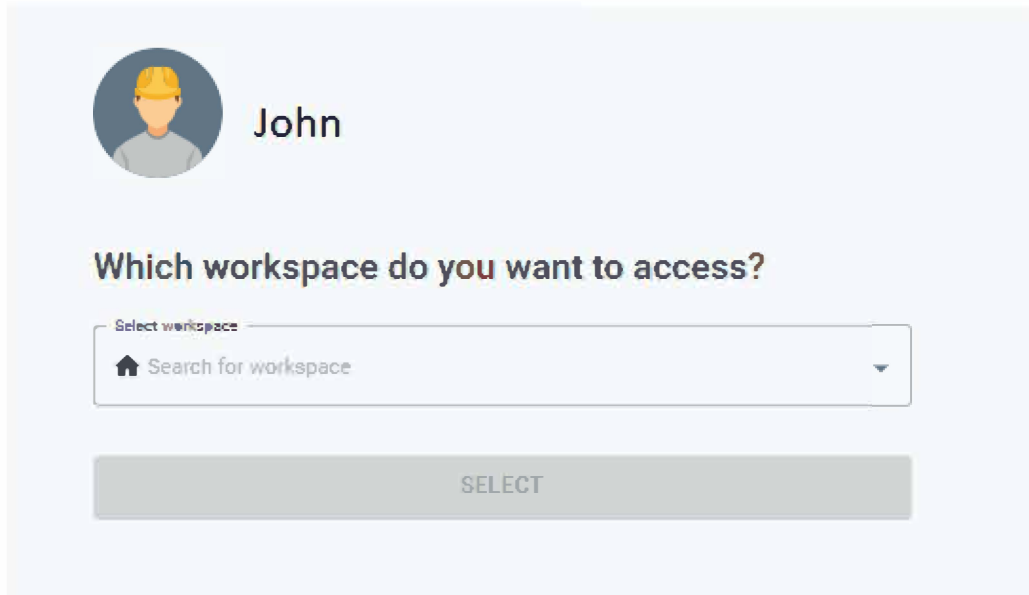 John
Which workspace do you want to access?
Select workspace
Search for workspace
SELECT